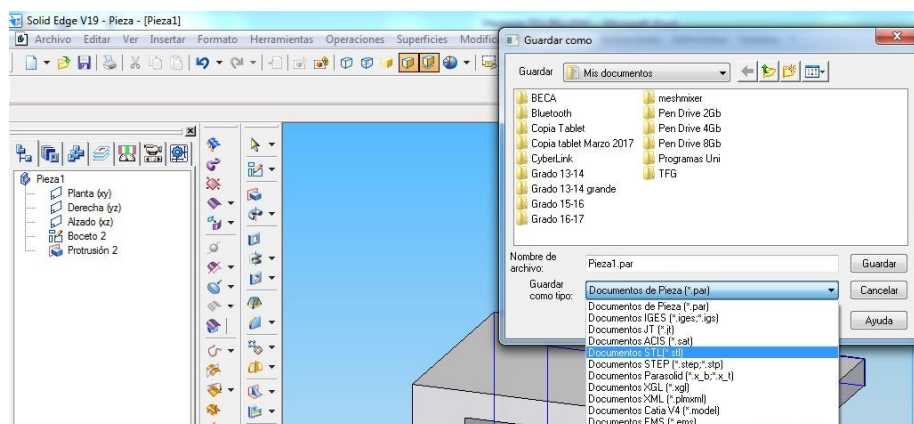 Solid Edge V19 - Pieza - [Pieza1]
Archivo Editar Ver Insertar Formato Herramientas Operaciones Superficies Modific
Pieza1
Planta (xy)
Derecha (yz)
Alzado (xz)
Boceto 2
Protrusión 2
Guardar como
Guardar Mis documentos
BECA
Bluetooth
Copia Tablet
Copia tablet Marzo 2017
CyberLink
Grado 13-14
Grado 13-14 grande
Grado 15-16
Grado 16-17
meshmixer
Pen Drive 2Gb
Pen Drive 4Gb
Pen Drive 8Gb
Programas Uni
TFG
Nombre de archivo: Pieza1.par Guardar
Guardar como tipo: Documentos de Pieza (*.par) Cancelar
Ayuda
Documentos de Pieza (*.par)
Documentos IGES (*.iges;*.igs)
Documentos JT (*.jt)
Documentos ACIS (*.sat)
Documentos STL(*.stl)
Documentos STEP (*.step;*.stp)
Documentos Parasolid (*.x_b;*.x_t)
Documentos XGL (*.xgl)
Documentos XML (*.plmxml)
Documentos Catia V4 (*.model)
Documentos EMS (*.ems)